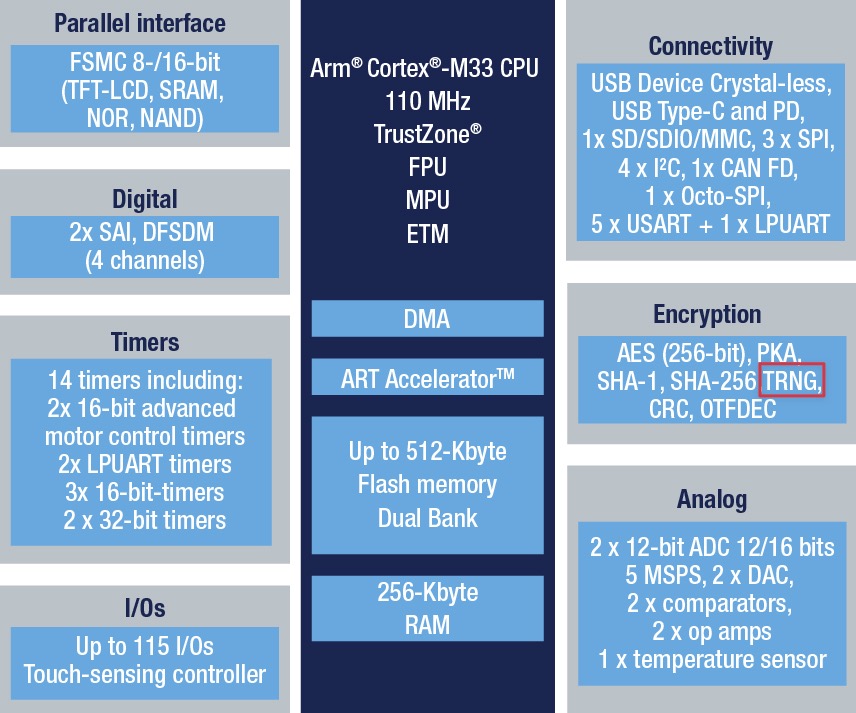 Parallel interface
FSMC 8-/16-bit
(TFT-LCD, SRAM,
NOR, NAND)
Digital
2x SAI, DFSDM
(4 channels)
Timers
14 timers including:
2x 16-bit advanced
motor control timers
2x LPUART timers
3x 16-bit-timers
2 x 32-bit timers
I/Os
Up to 115 I/Os
Touch-sensing controller
Arm® Cortex®-M33 CPU
110 MHz
TrustZone®
FPU
MPU
ETM
DMA
ART Accelerator™
Up to 512-Kbyte
Flash memory
Dual Bank
256-Kbyte
RAM
Connectivity
USB Device Crystal-less,
USB Type-C and PD,
1x SD/SDIO/MMC, 3 x SPI,
4 x I²C, 1x CAN FD,
1 x Octo-SPI,
5 x USART + 1 x LPUART
Encryption
AES (256-bit), PKA,
SHA-1, SHA-256 TRNG,
CRC, OTFDEC
Analog
2 x 12-bit ADC 12/16 bits
5 MSPS, 2 x DAC,
2 x comparators,
2 x op amps
1 x temperature sensor